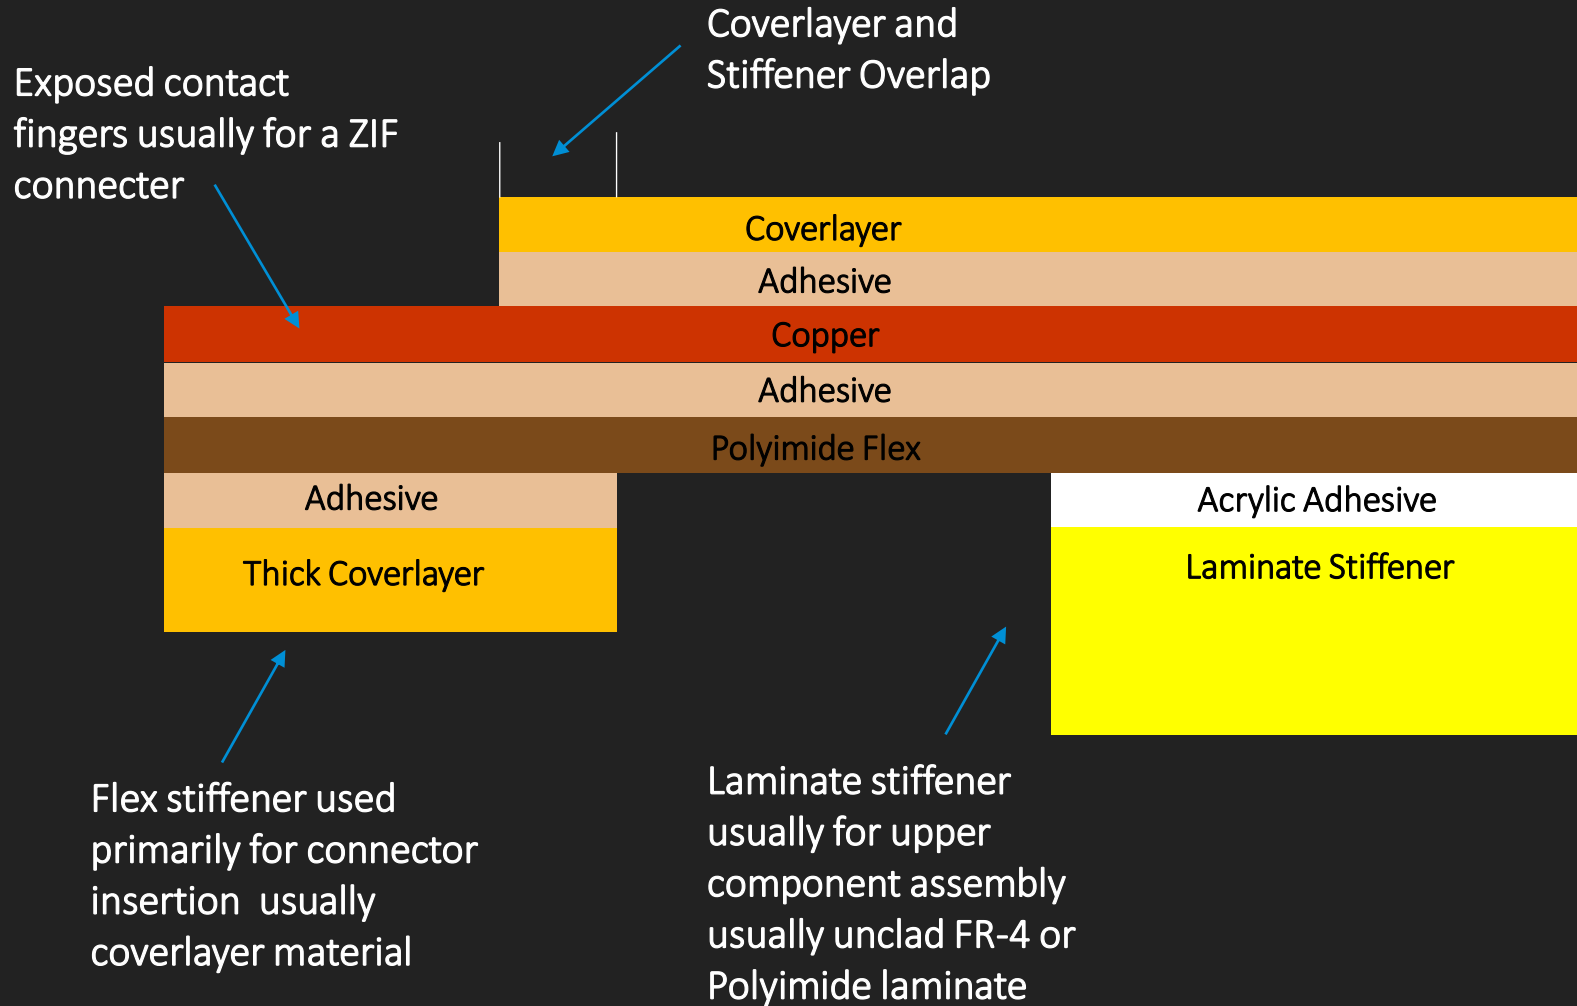 Coverlayer and
Stiffener Overlap
Exposed contact
fingers usually for a ZIF
connecter
Coverlayer
Adhesive
Copper
Adhesive
Polyimide Flex
Adhesive
Acrylic Adhesive
Thick Coverlayer
Laminate Stiffener
Flex stiffener used
primarily for connector
insertion  usually
coverlayer material
Laminate stiffener
usually for upper
component assembly
usually unclad FR-4 or
Polyimide laminate